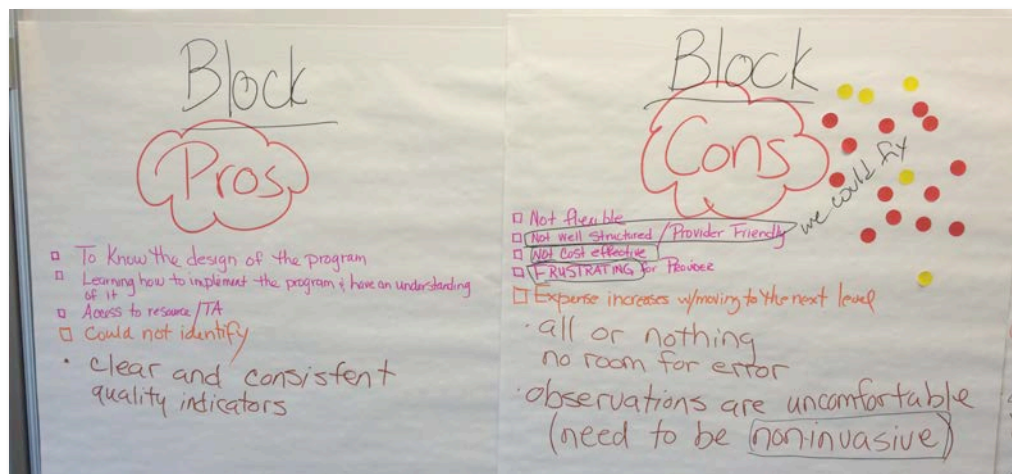 Block
Pros
To Know the design of the program
Learning how to implement the program & have an understanding
of it
Access to resource/TA
Could not identify
• clear and consistent
quality indicators
Block
Cons
we could fix
Not flexible
Not well structured / Provider Friendly
Not Cost effective
FRUSTRATING for Provider
Expense increases w/moving to the next level
• all or nothing
no room for error
• observations are uncomfortable
(need to be non-invasive)